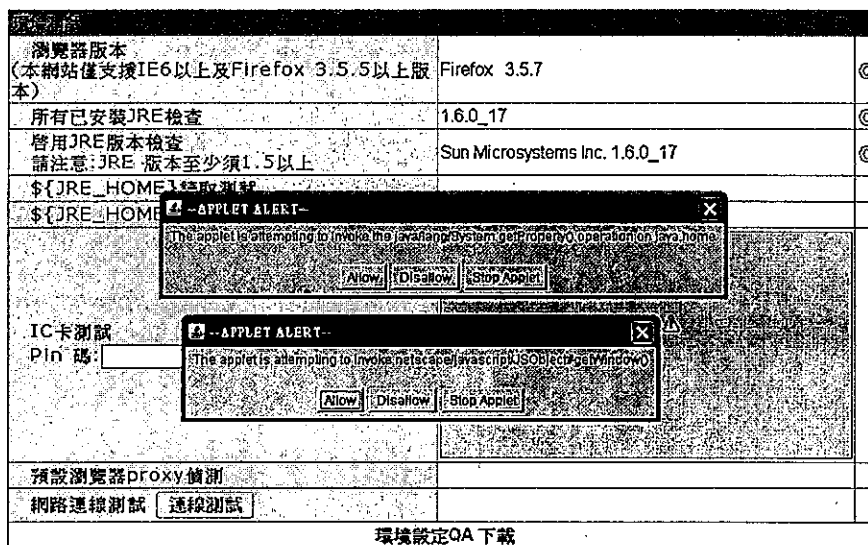 瀏覽器版本
(本網站僅支援IE6以上及Firefox 3.5.5以上版本)
Firefox 3.5.7
所有已安裝JRE檢查
1.6.0_17
啓用JRE版本檢查
請注意:JRE 版本至少須1.5以上
Sun Microsystems Inc. 1.6.0_17
${JRE_HOME}讀取測試
${JRE_HOME
--APPLET ALERT--
The applet is attempting to invoke the java/lang/System.getProperty() operation on java.home
Allow Disallow Stop Applet
--APPLET ALERT--
The applet is attempting to invoke netscape/javascript/JSObject.getWindow()
Allow Disallow Stop Applet
IC卡測試
Pin 碼:
預設瀏覽器proxy偵測
網路連線測試 連線測試
環境設定QA下載